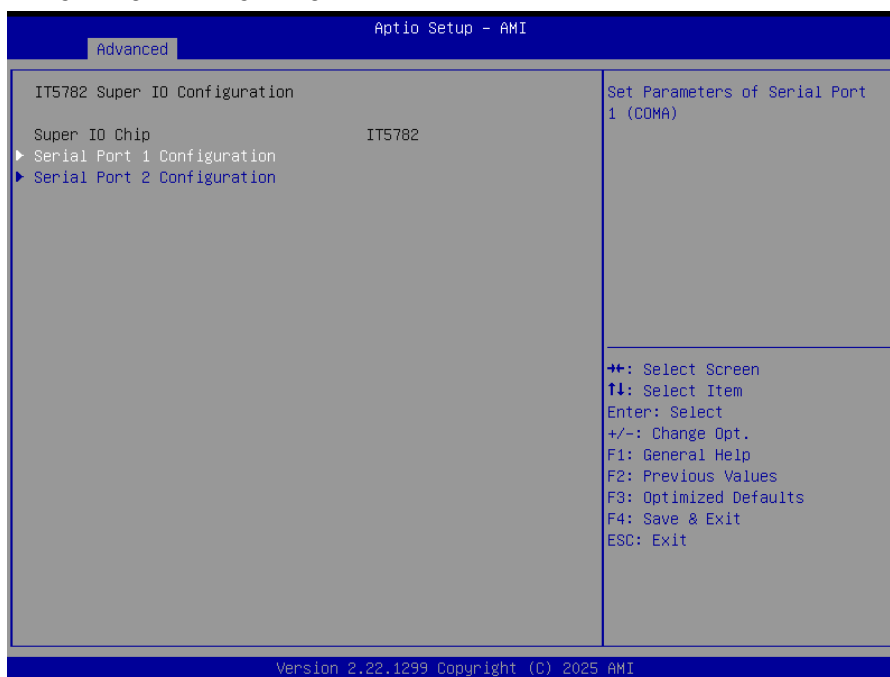 Aptio Setup - AMI
Advanced
IT5782 Super IO Configuration
Super IO Chip IT5782
Serial Port 1 Configuration
Serial Port 2 Configuration
Set Parameters of Serial Port
1 (COMA)
→←: Select Screen
↑↓: Select Item
Enter: Select
+/-: Change Opt.
F1: General Help
F2: Previous Values
F3: Optimized Defaults
F4: Save & Exit
ESC: Exit
Version 2.22.1299 Copyright (C) 2025 AMI